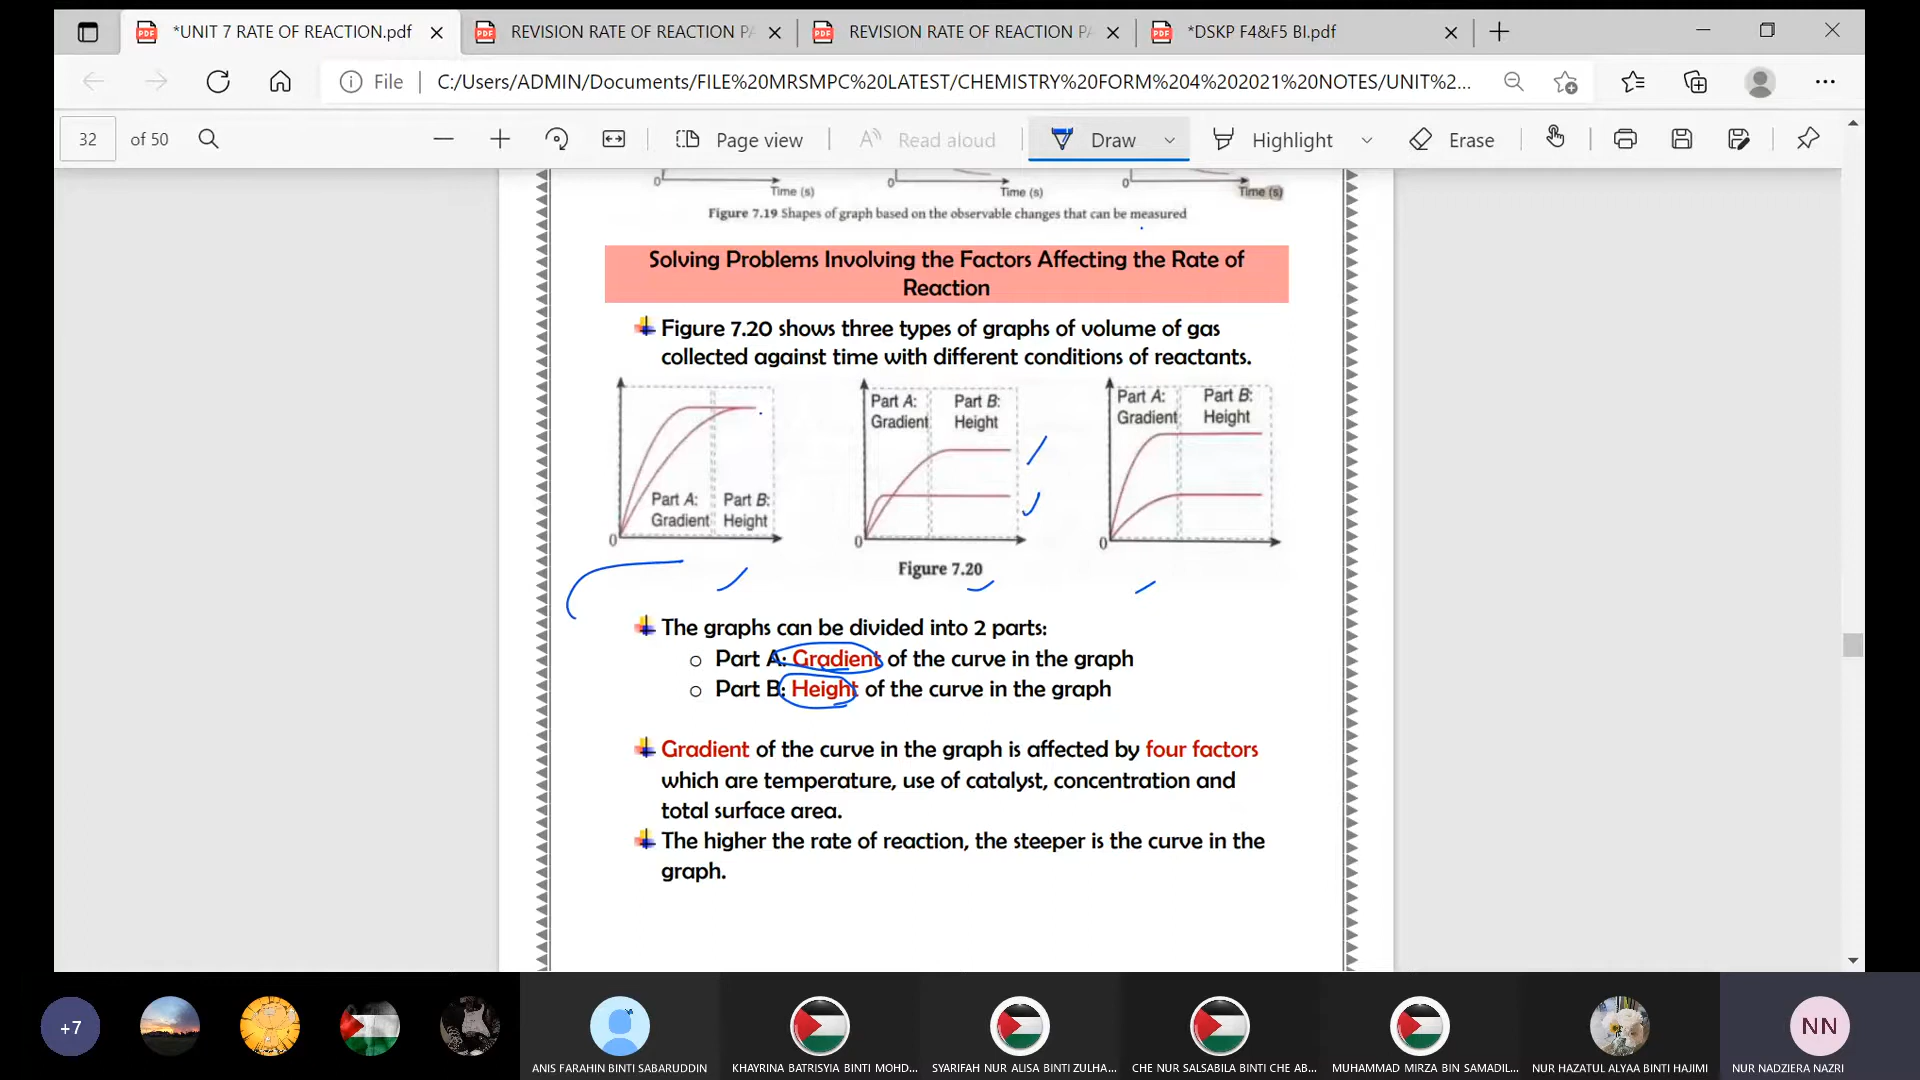 *UNIT 7 RATE OF REACTION.pdf
REVISION RATE OF REACTION PA
REVISION RATE OF REACTION PA
*DSKP F4&F5 BI.pdf
File
C:/Users/ADMIN/Documents/FILE%20MRSMPC%20LATEST/CHEMISTRY%20FORM%204%202021%20NOTES/UNIT%2...
32 of 50
Page view
Read aloud
Draw
Highlight
Erase
0 Time (s)
0 Time (s)
0 Time (s)
Figure 7.19 Shapes of graph based on the observable changes that can be measured
Solving Problems Involving the Factors Affecting the Rate of
Reaction
Figure 7.20 shows three types of graphs of volume of gas
collected against time with different conditions of reactants.
Part A:
Gradient
Part B:
Height
0
Part A:
Gradient
Part B:
Height
0
Part A:
Gradient
Part B:
Height
0
Figure 7.20
The graphs can be divided into 2 parts:
o Part A: Gradient of the curve in the graph
o Part B: Height of the curve in the graph
Gradient of the curve in the graph is affected by four factors
which are temperature, use of catalyst, concentration and
total surface area.
The higher the rate of reaction, the steeper is the curve in the
graph.
+7
NN
ANIS FARAHIN BINTI SABARUDDIN
KHAYRINA BATRISYIA BINTI MOHD...
SYARIFAH NUR ALISA BINTI ZULHA...
CHE NUR SALSABILA BINTI CHE AB...
MUHAMMAD MIRZA BIN SAMADIL...
NUR HAZATUL ALYAA BINTI HAJIMI
NUR NADZIERA NAZRI